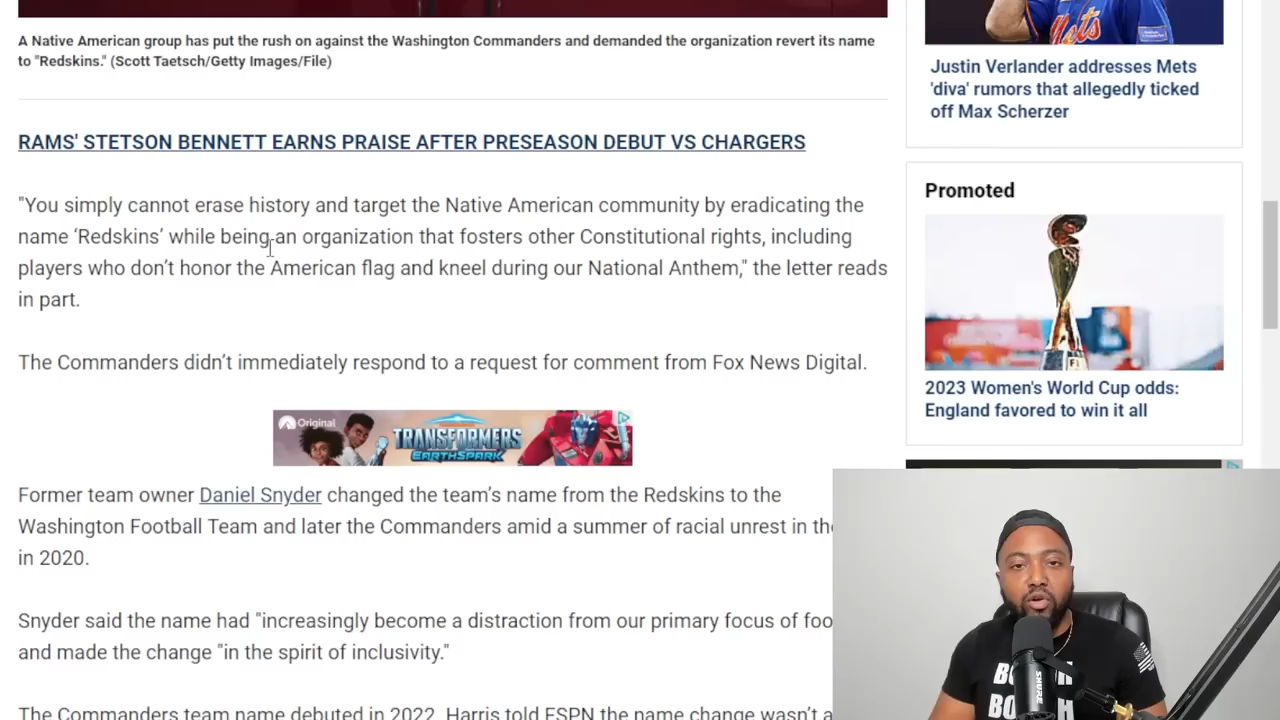 A Native American group has put the rush on against the Washington Commanders and demanded the organization revert its name
to "Redskins." (Scott Taetsch/Getty Images/File)
RAMS' STETSON BENNETT EARNS PRAISE AFTER PRESEASON DEBUT VS CHARGERS
"You simply cannot erase history and target the Native American community by eradicating the
name ‘Redskins’ while being an organization that fosters other Constitutional rights, including
players who don’t honor the American flag and kneel during our National Anthem," the letter reads
in part.
The Commanders didn’t immediately respond to a request for comment from Fox News Digital.
Original
TRANSFORMERS
EARTHSPARK
Former team owner Daniel Snyder changed the team’s name from the Redskins to the
Washington Football Team and later the Commanders amid a summer of racial unrest in
in 2020.
Snyder said the name had "increasingly become a distraction from our primary focus of
and made the change "in the spirit of inclusivity."
The Commanders team name debuted in 2022. Harris told ESPN the name change wasn’t a
Mets
Justin Verlander addresses Mets
'diva' rumors that allegedly ticked
off Max Scherzer
Promoted
2023 Women's World Cup odds:
England favored to win it all
SHURE